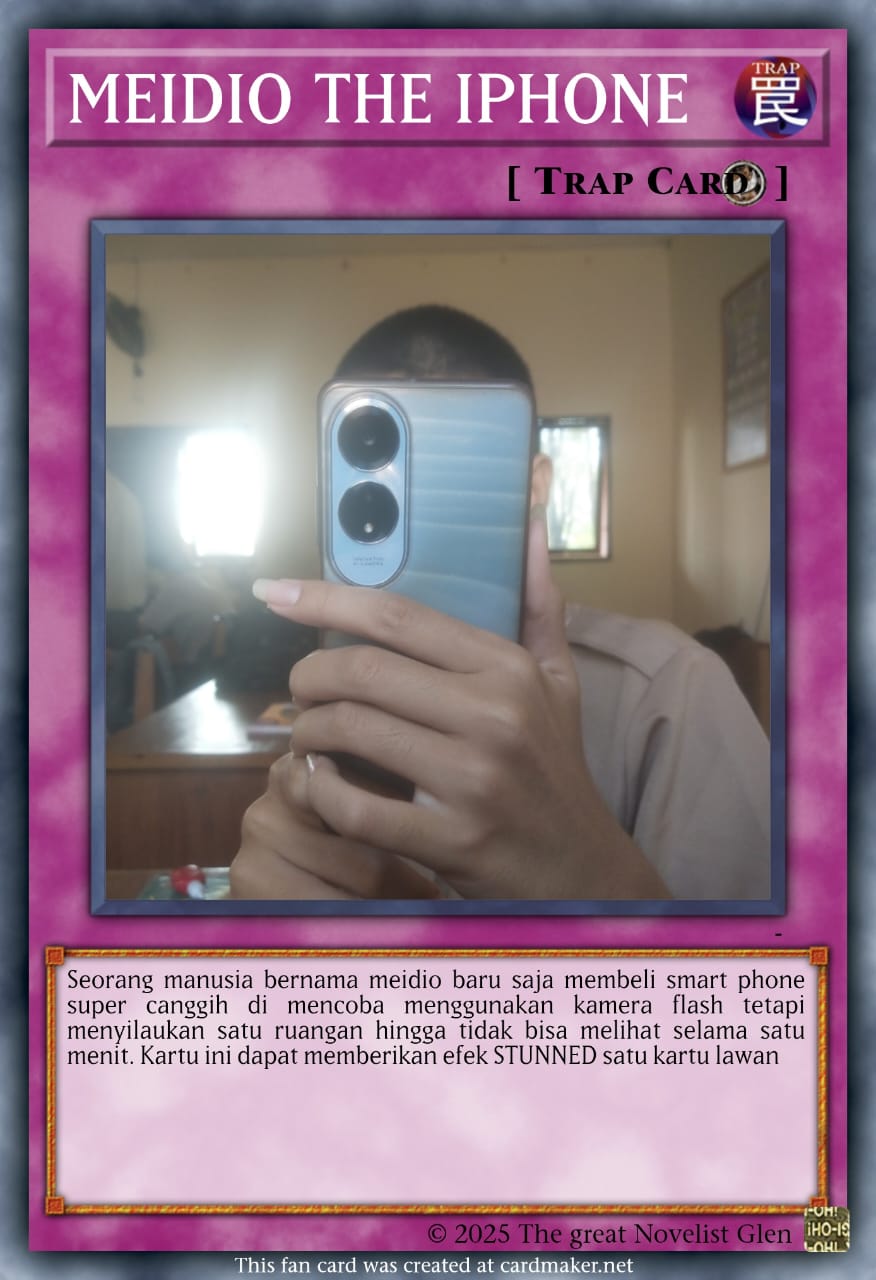 MEIDIO THE IPHONE
TRAP
罠
[ TRAP CARD ]
-
Seorang manusia bernama meidio baru saja membeli smart phone
super canggih di mencoba menggunakan kamera flash tetapi
menyilaukan satu ruangan hingga tidak bisa melihat selama satu
menit. Kartu ini dapat memberikan efek STUNNED satu kartu lawan
© 2025 The great Novelist Glen
This fan card was created at cardmaker.net